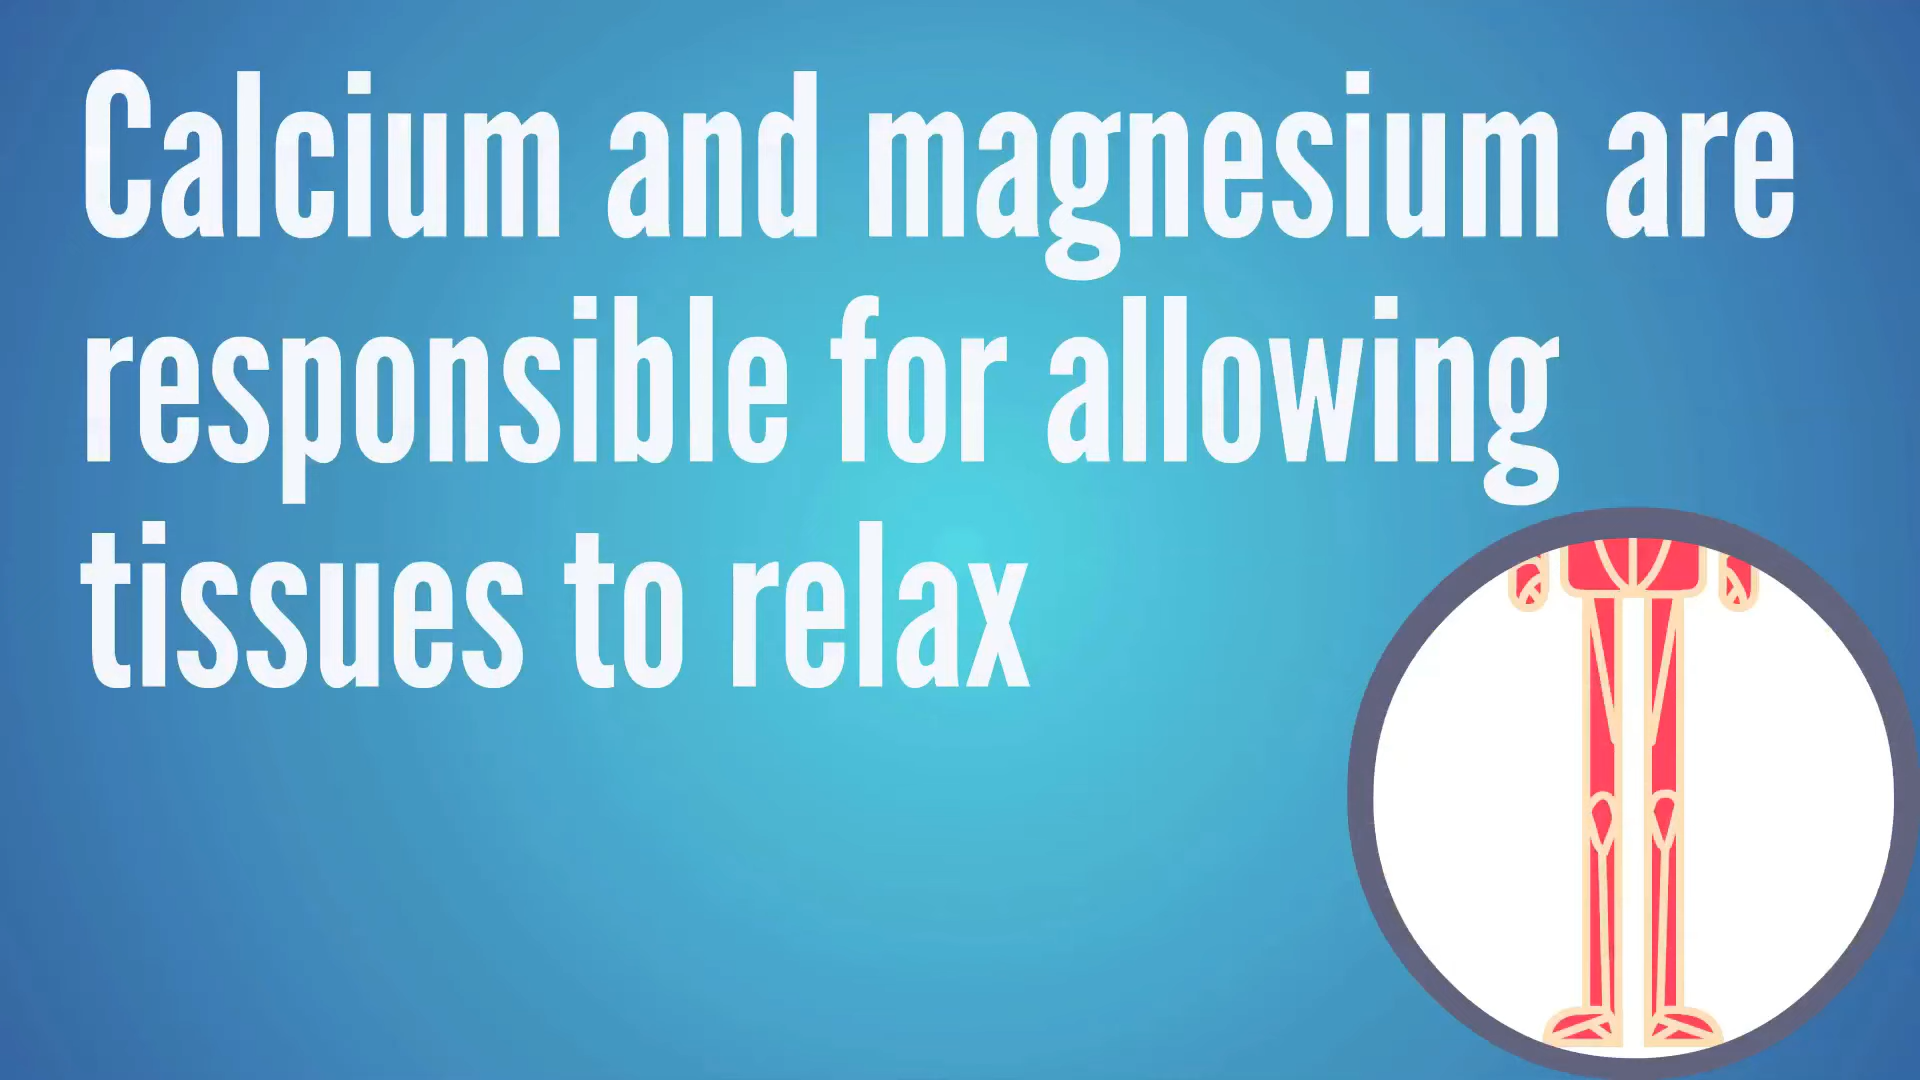 Calcium and magnesium are
responsible for allowing
tissues to relax